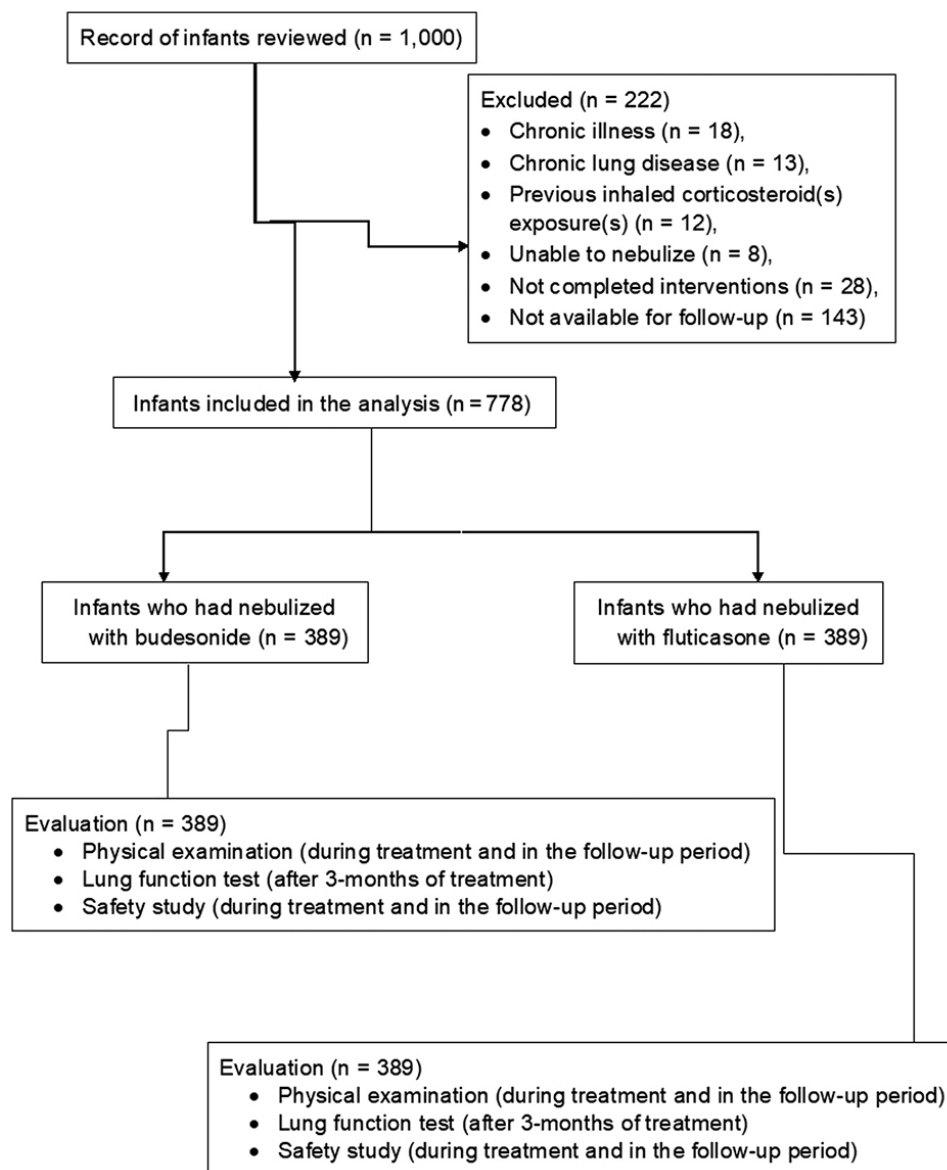 Record of infants reviewed (n = 1,000)
Excluded (n = 222)
• Chronic illness (n = 18),
• Chronic lung disease (n = 13),
• Previous inhaled corticosteroid(s)
exposure(s) (n = 12),
• Unable to nebulize (n = 8),
• Not completed interventions (n = 28),
• Not available for follow-up (n = 143)
Infants included in the analysis (n = 778)
Infants who had nebulized
with budesonide (n = 389)
Infants who had nebulized
with fluticasone (n = 389)
Evaluation (n = 389)
• Physical examination (during treatment and in the follow-up period)
• Lung function test (after 3-months of treatment)
• Safety study (during treatment and in the follow-up period)
Evaluation (n = 389)
• Physical examination (during treatment and in the follow-up period)
• Lung function test (after 3-months of treatment)
• Safety study (during treatment and in the follow-up period)